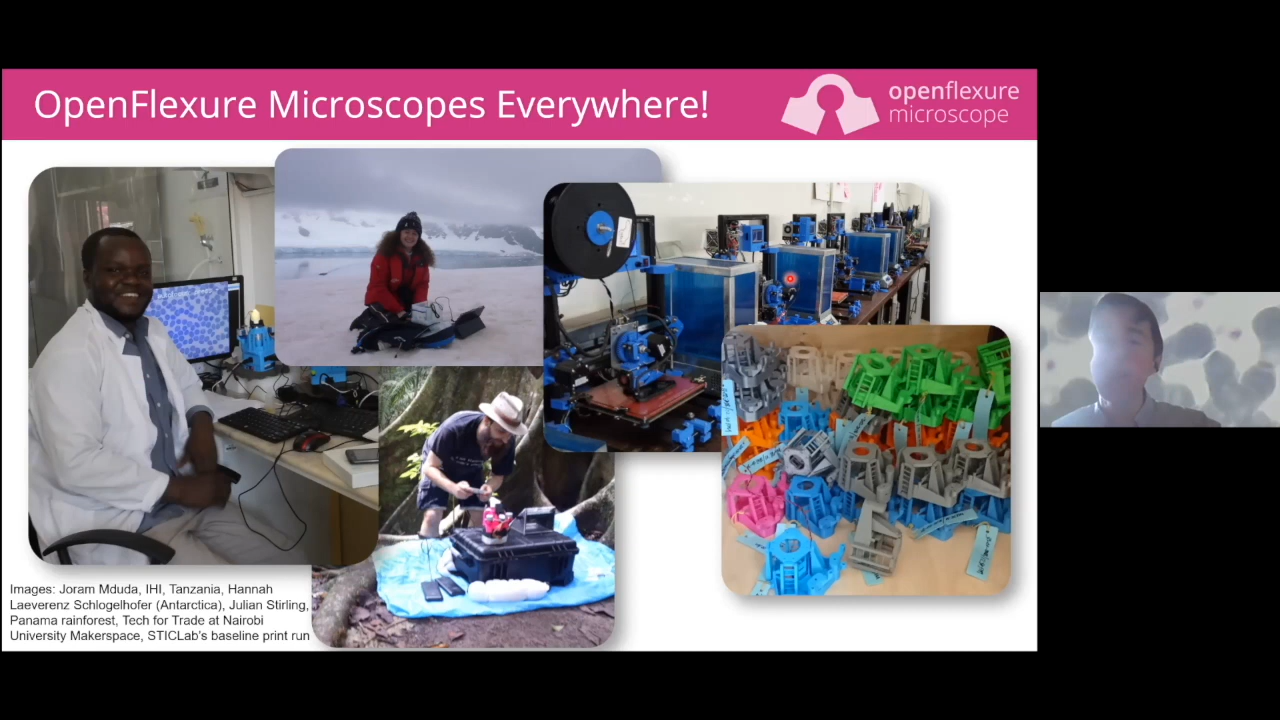 OpenFlexure Microscopes Everywhere!
openflexure
microscope
Images: Joram Mduda, IHI, Tanzania, Hannah
Laeverenz Schlogelhofer (Antarctica), Julian Stirling,
Panama rainforest, Tech for Trade at Nairobi
University Makerspace, STICLab's baseline print run